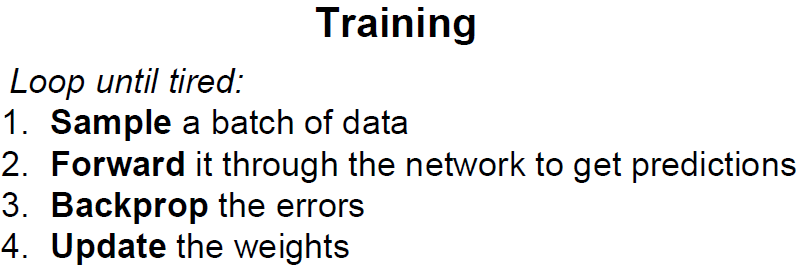 Training
Loop until tired:
1. Sample a batch of data
2. Forward it through the network to get predictions
3. Backprop the errors
4. Update the weights